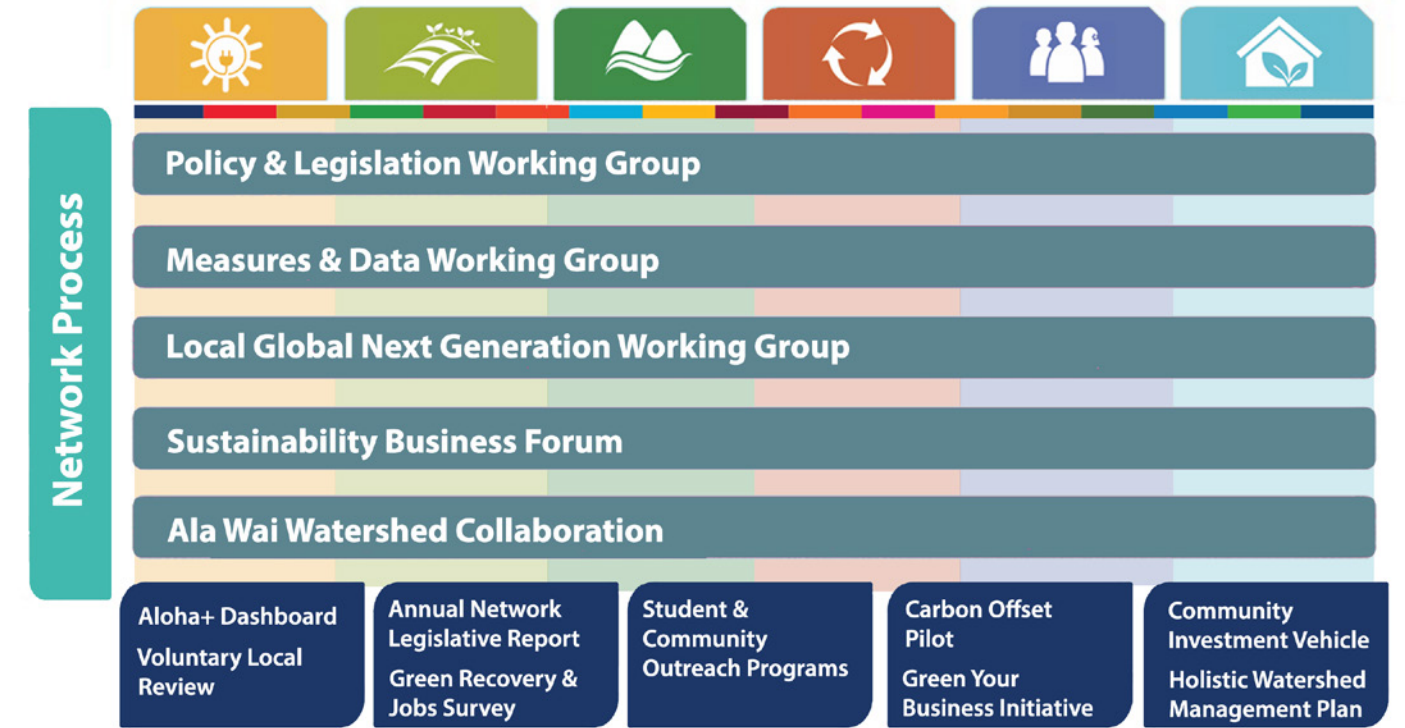 Network Process
Policy & Legislation Working Group
Measures & Data Working Group
Local Global Next Generation Working Group
Sustainability Business Forum
Ala Wai Watershed Collaboration
Aloha+ Dashboard
Voluntary Local
Review
Annual Network
Legislative Report
Green Recovery &
Jobs Survey
Student &
Community
Outreach Programs
Carbon Offset
Pilot
Green Your
Business Initiative
Community
Investment Vehicle
Holistic Watershed
Management Plan